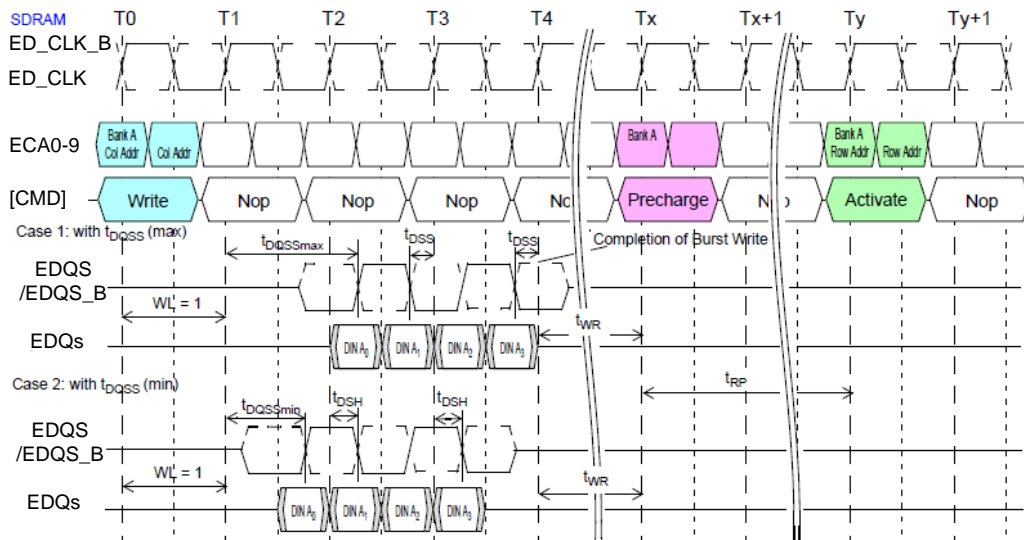 SDRAM T0 T1 T2 T3 T4 Tx Tx+1 Ty Ty+1
ED_CLK_B
ED_CLK
ECA0-9 Bank A Col Addr Col Addr Bank A Bank A Row Addr Row Addr
[CMD] Write Nop Nop Nop Precharge Activate Nop
Case 1: with tDQSS (max)
tDQSSmax tDSS tDSS Completion of Burst Write
EDQS
/EDQS_B
WL = 1
tWR
EDQs DIN A0 DIN A1 DIN A2 DIN A3
Case 2: with tDQSS (min)
tRP
tDQSSmin tDSH tDSH
EDQS
/EDQS_B
WL = 1
tWR
EDQs DIN A0 DIN A1 DIN A2 DIN A3